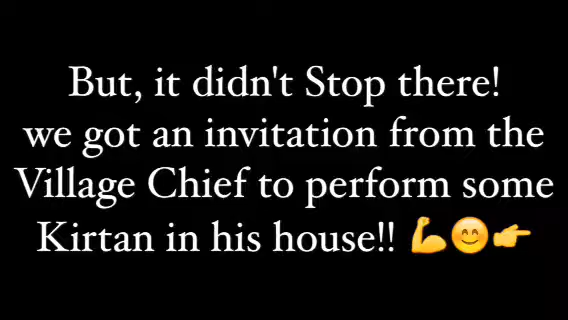 But, it didn't Stop there!
we got an invitation from the
Village Chief to perform some
Kirtan in his house!! 💪😊👉